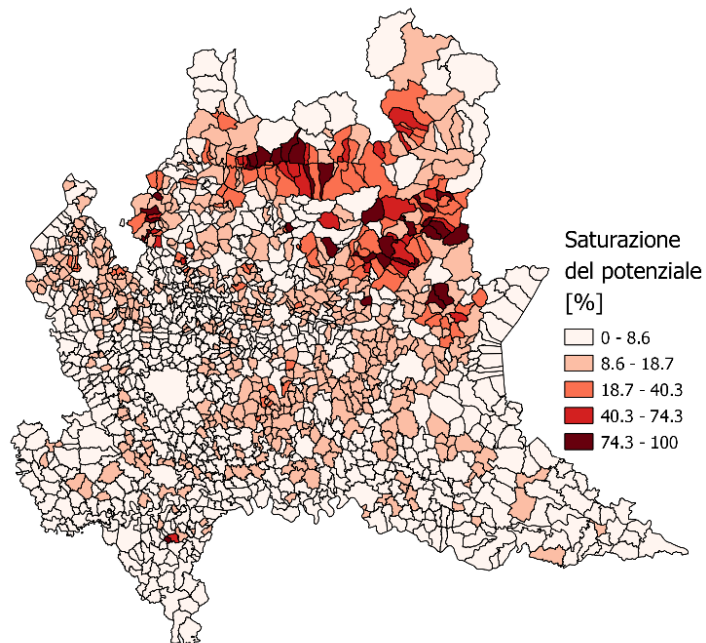 Saturazione
del potenziale
[%]
0 - 8.6
8.6 - 18.7
18.7 - 40.3
40.3 - 74.3
74.3 - 100